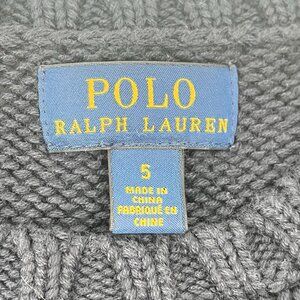 POLO
RALPH LAUREN
5
MADE IN
CHINA
FABRIQUÉ EN
CHINE